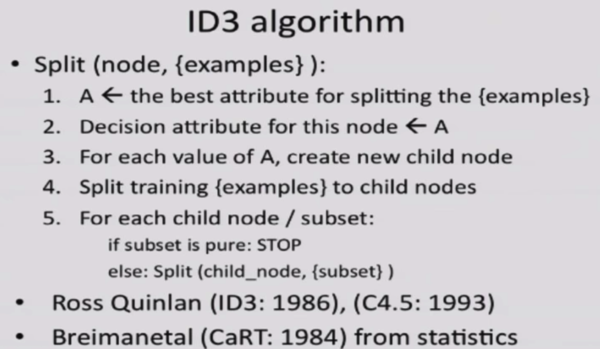 ID3 algorithm
• Split (node, {examples} ):
1. A ← the best attribute for splitting the {examples}
2. Decision attribute for this node ← A
3. For each value of A, create new child node
4. Split training {examples} to child nodes
5. For each child node / subset:
if subset is pure: STOP
else: Split (child_node, {subset} )
• Ross Quinlan (ID3: 1986), (C4.5: 1993)
• Breimanetal (CaRT: 1984) from statistics